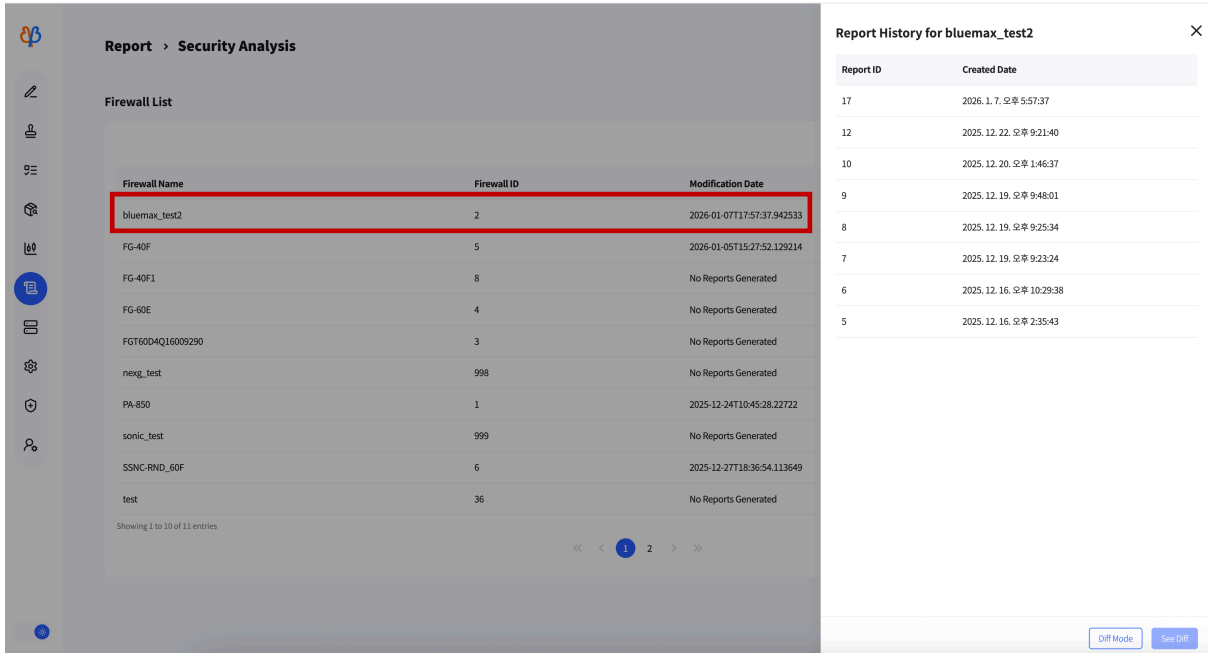 Report > Security Analysis
Firewall List
Firewall Name Firewall ID Modification Date
bluemax_test2 2 2026-01-07T17:57:37.942533
FG-40F 5 2026-01-05T15:27:52.129214
FG-40F1 8 No Reports Generated
FG-60E 4 No Reports Generated
FGT60D4Q16009290 3 No Reports Generated
nexg_test 998 No Reports Generated
PA-850 1 2025-12-24T10:45:28.22722
sonic_test 999 No Reports Generated
SSNC-RND_60F 6 2025-12-27T18:36:54.113649
test 36 No Reports Generated
Showing 1 to 10 of 11 entries
« < 1 2 > »
Report History for bluemax_test2
Report ID Created Date
17 2026. 1. 7. 오후 5:57:37
12 2025. 12. 22. 오후 9:21:40
10 2025. 12. 20. 오후 1:46:37
9 2025. 12. 19. 오후 9:48:01
8 2025. 12. 19. 오후 9:25:34
7 2025. 12. 19. 오후 9:23:24
6 2025. 12. 16. 오후 10:29:38
5 2025. 12. 16. 오후 2:35:43
Diff Mode See Diff